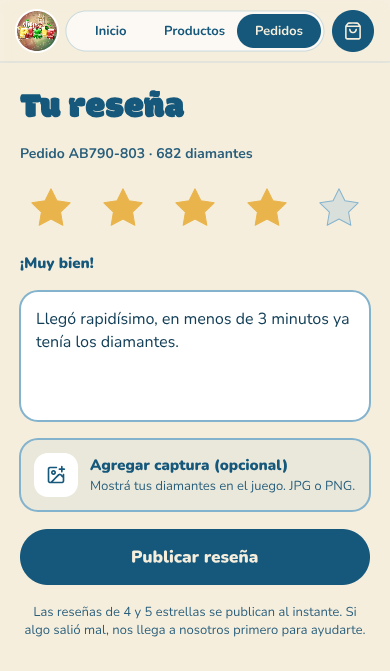 Inicio
Productos
Pedidos
Tu reseña
Pedido AB790-803 · 682 diamantes
¡Muy bien!
Llegó rapidísimo, en menos de 3 minutos ya
tenía los diamantes.
Agregar captura (opcional)
Mostrá tus diamantes en el juego. JPG o PNG.
Publicar reseña
Las reseñas de 4 y 5 estrellas se publican al instante. Si
algo salió mal, nos llega a nosotros primero para ayudarte.